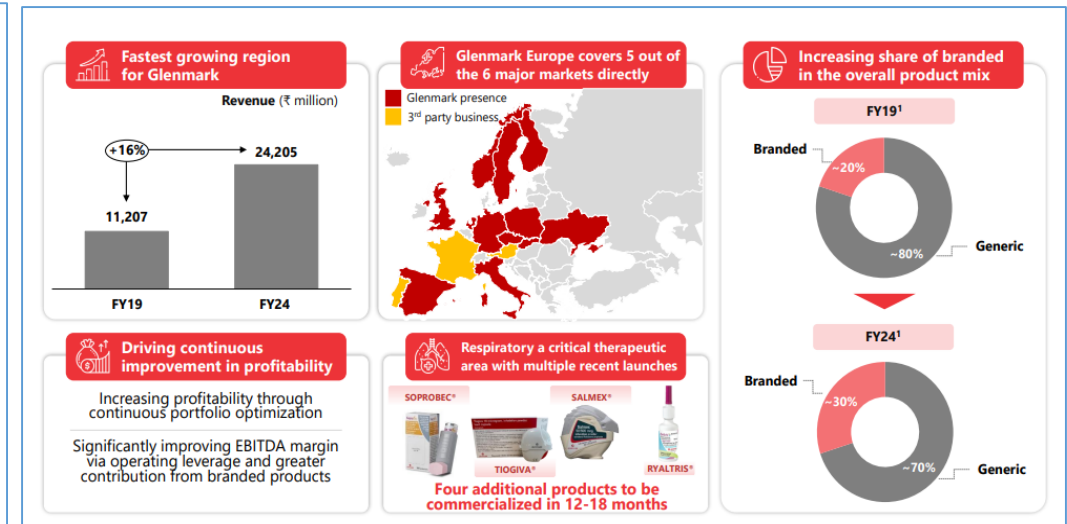 Fastest growing region
for Glenmark
Revenue (₹ million)
+16%
24,205
11,207
FY19
FY24
Glenmark Europe covers 5 out of
the 6 major markets directly
Glenmark presence
3rd party business
Increasing share of branded
in the overall product mix
FY19¹
Branded
~20%
~80%
Generic
FY24¹
Branded
~30%
~70%
Generic
Driving continuous
improvement in profitability
Increasing profitability through
continuous portfolio optimization
Significantly improving EBITDA margin
via operating leverage and greater
contribution from branded products
Respiratory a critical therapeutic
area with multiple recent launches
SOPROBEC®
SALMEX®
TIOGIVA®
RYALTRIS®
Four additional products to be
commercialized in 12-18 months